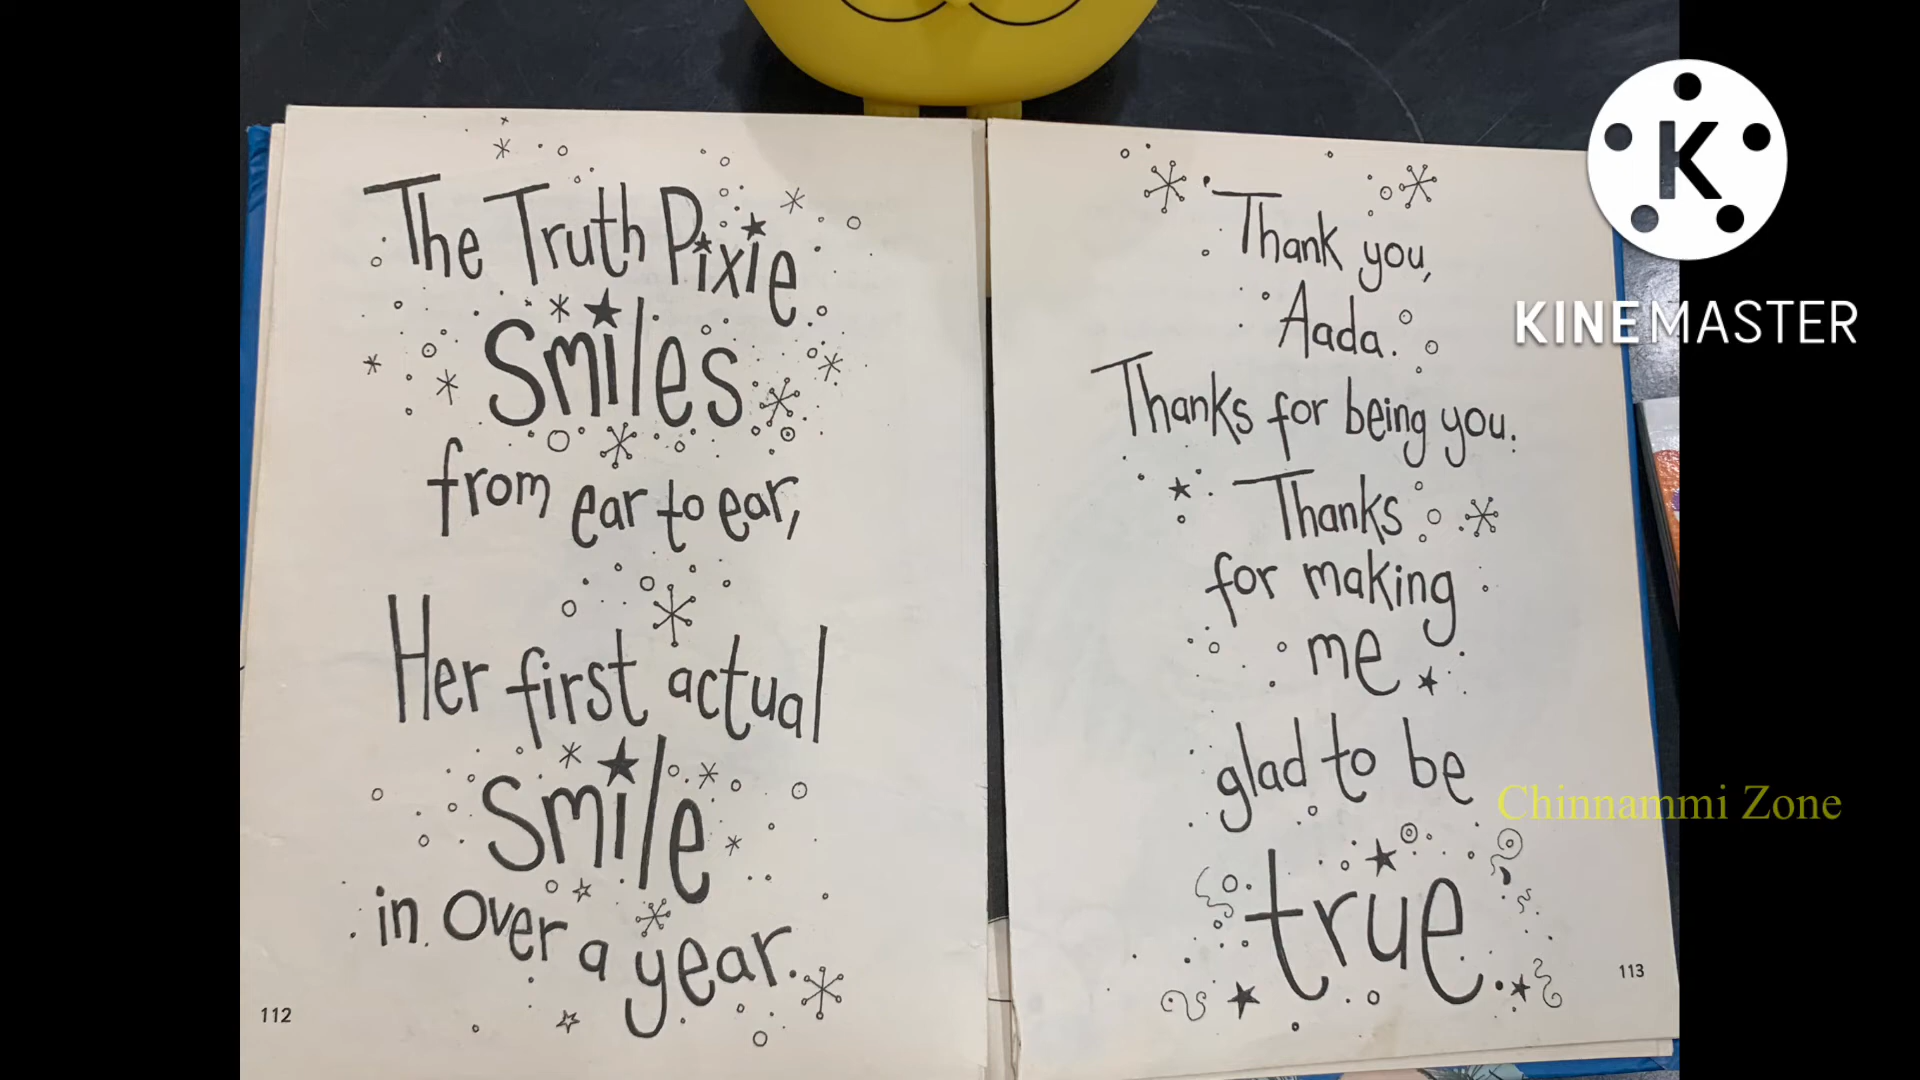 The Truth Pixie
Smiles
from ear to ear,
Her first actual
smile
in over a year.
112
Thank you,
Aada.
Thanks for being you.
Thanks
for making
me
glad to be
true.
113
K
KINEMASTER
Chinnammi Zone